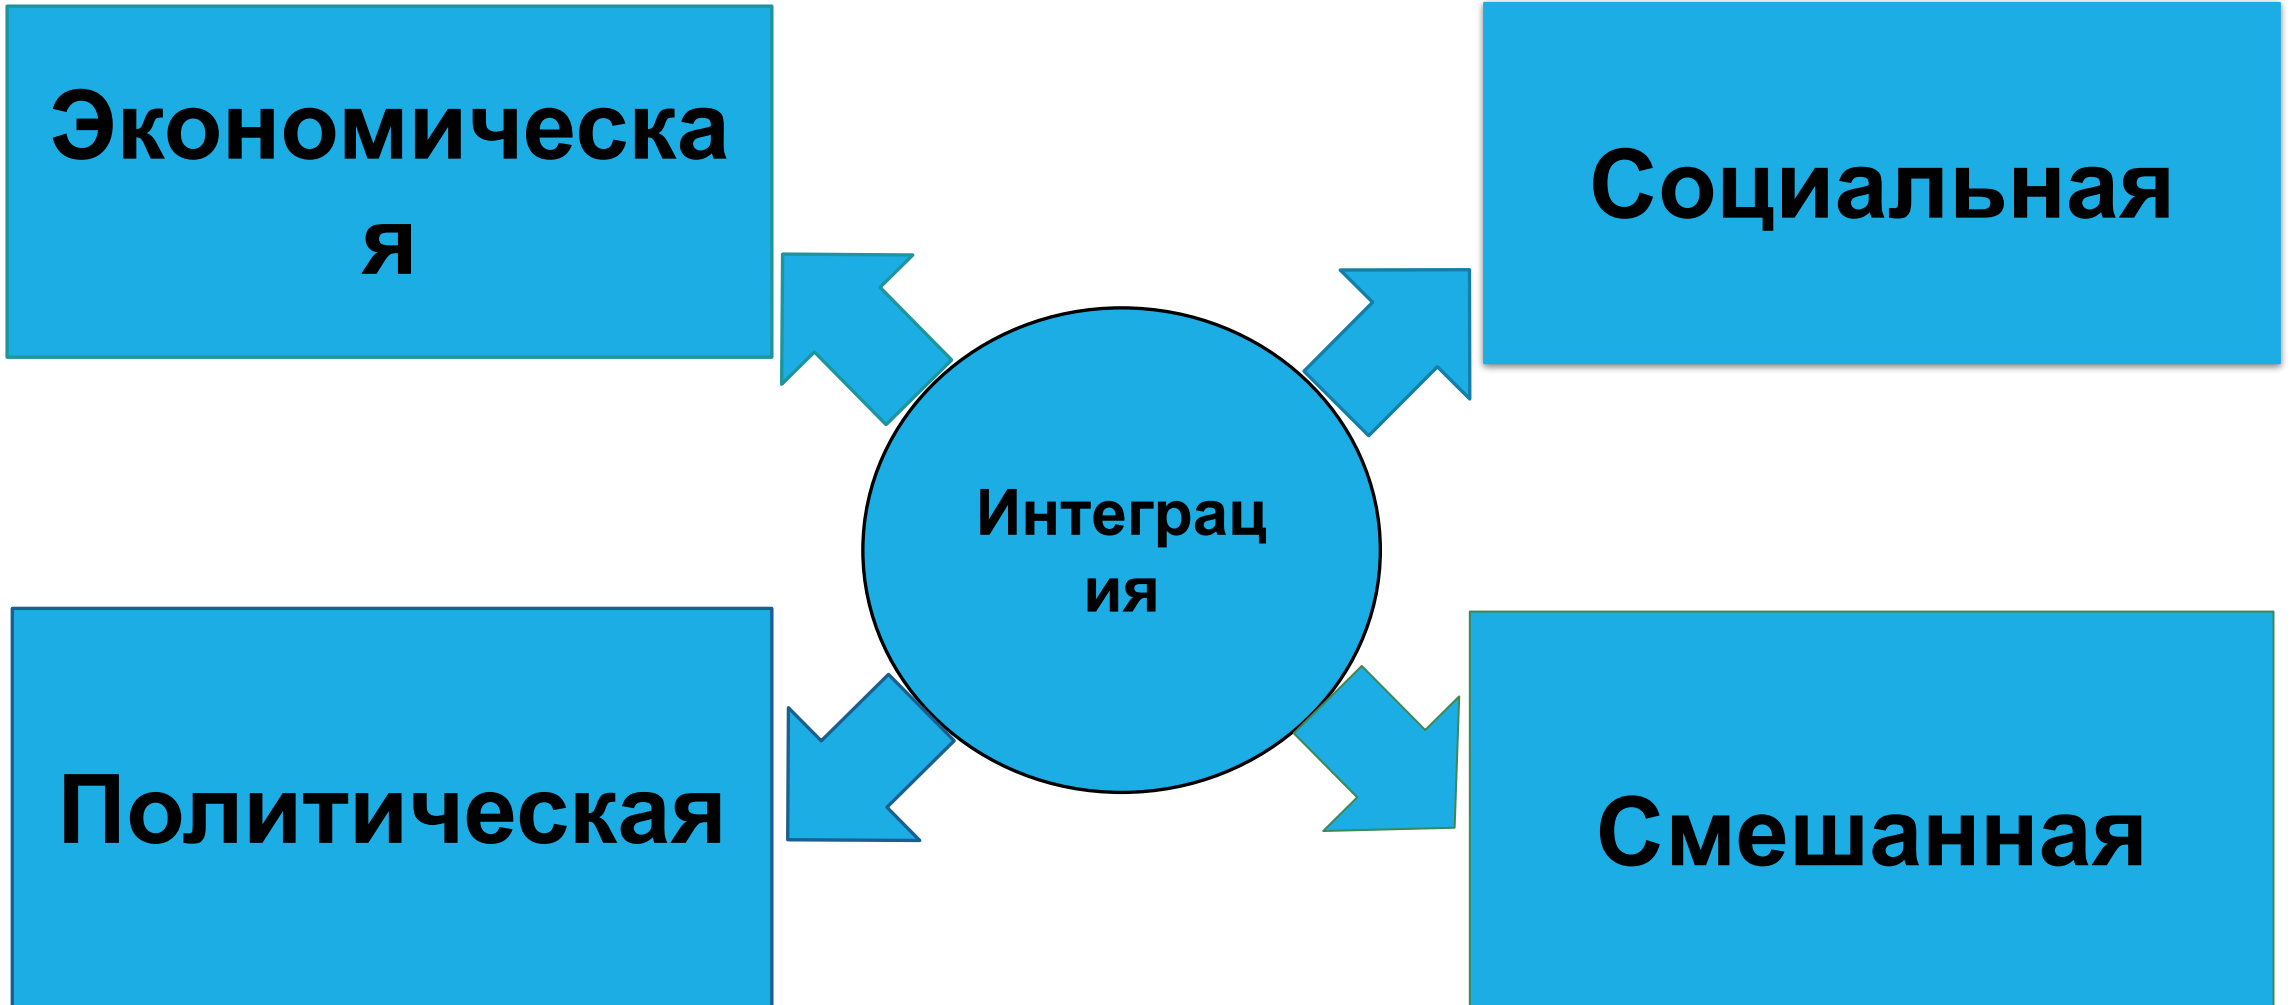 Экономическа
я
Социальная
Интеграц
ия
Политическая
Смешанная